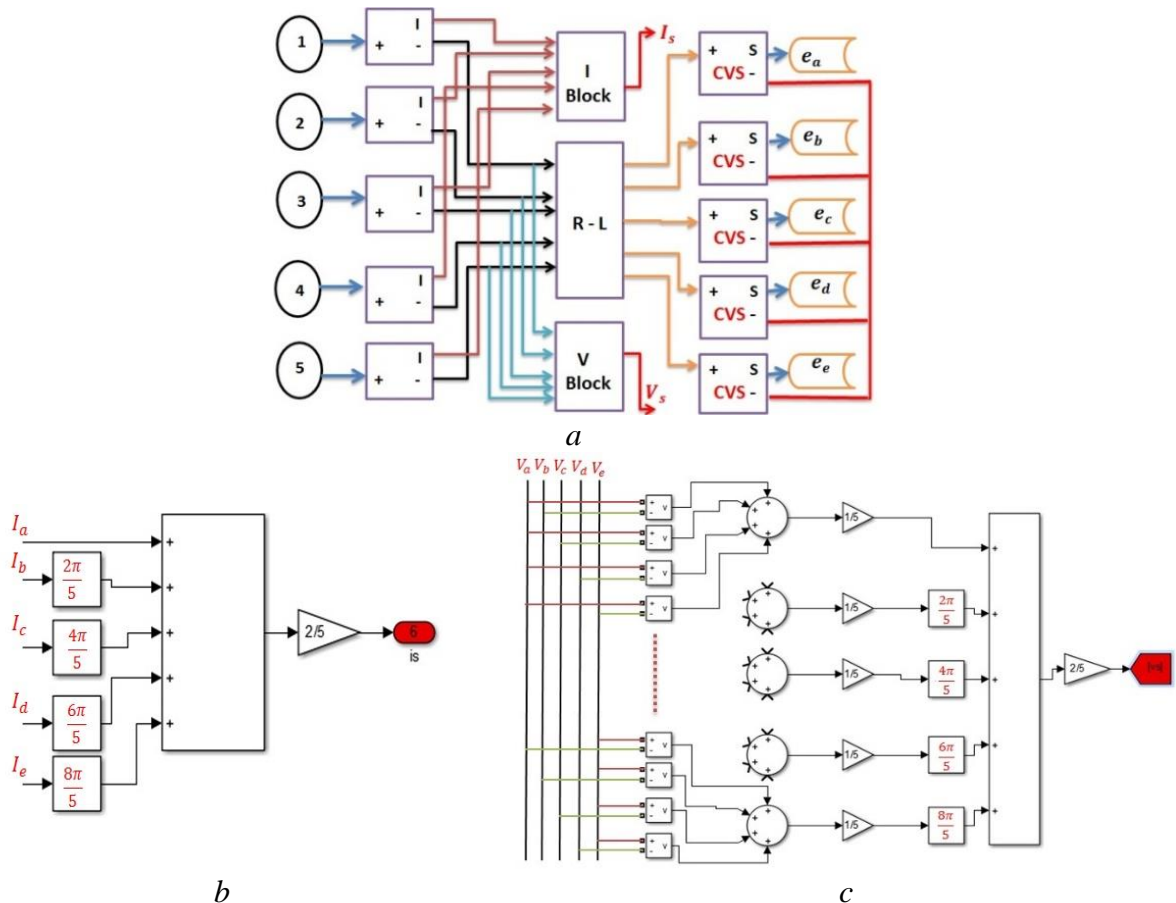 1
+ I -
2
+ I -
3
+ I -
4
+ I -
5
+ I -
I Block
I_s
R - L
V Block
V_s
+ S
CVS -
e_a
+ S
CVS -
e_b
+ S
CVS -
e_c
+ S
CVS -
e_d
+ S
CVS -
e_e
a
I_a
I_b 2π/5
I_c 4π/5
I_d 6π/5
I_e 8π/5
+
+
+
+
+
2/5
6
is
b
V_a V_b V_c V_d V_e
+ - v
+ - v
+ - v
+ - v
+ + + +
1/5
+
+ + + +
1/5
2π/5
+
+ + + +
1/5
4π/5
+
+ + + +
1/5
6π/5
+
+ - v
+ - v
+ - v
+ - v
+ + + +
1/5
8π/5
+
2/5
|vs|
c